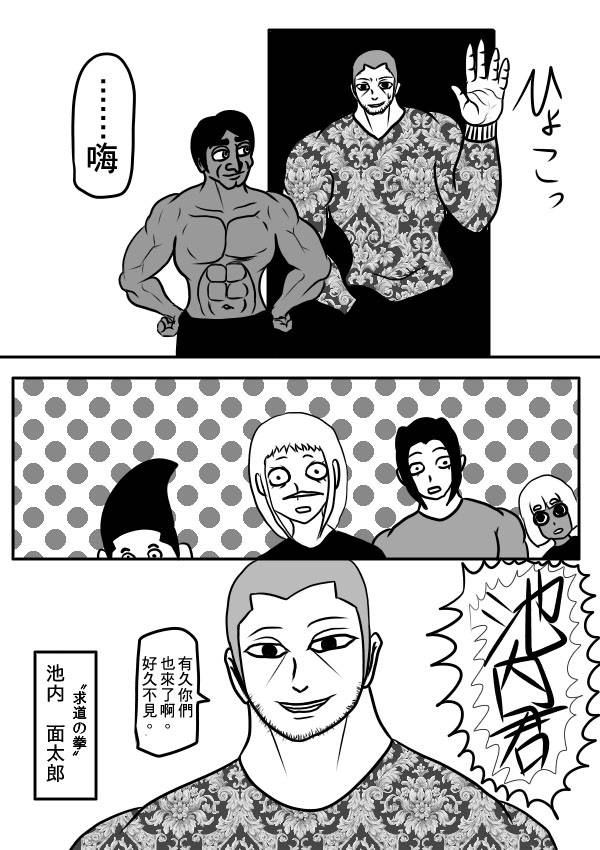 ひょこっ
………嗨
池内君
有久你們
也來了啊。
好久不見。
〝求道の拳〟
池内　面太郎